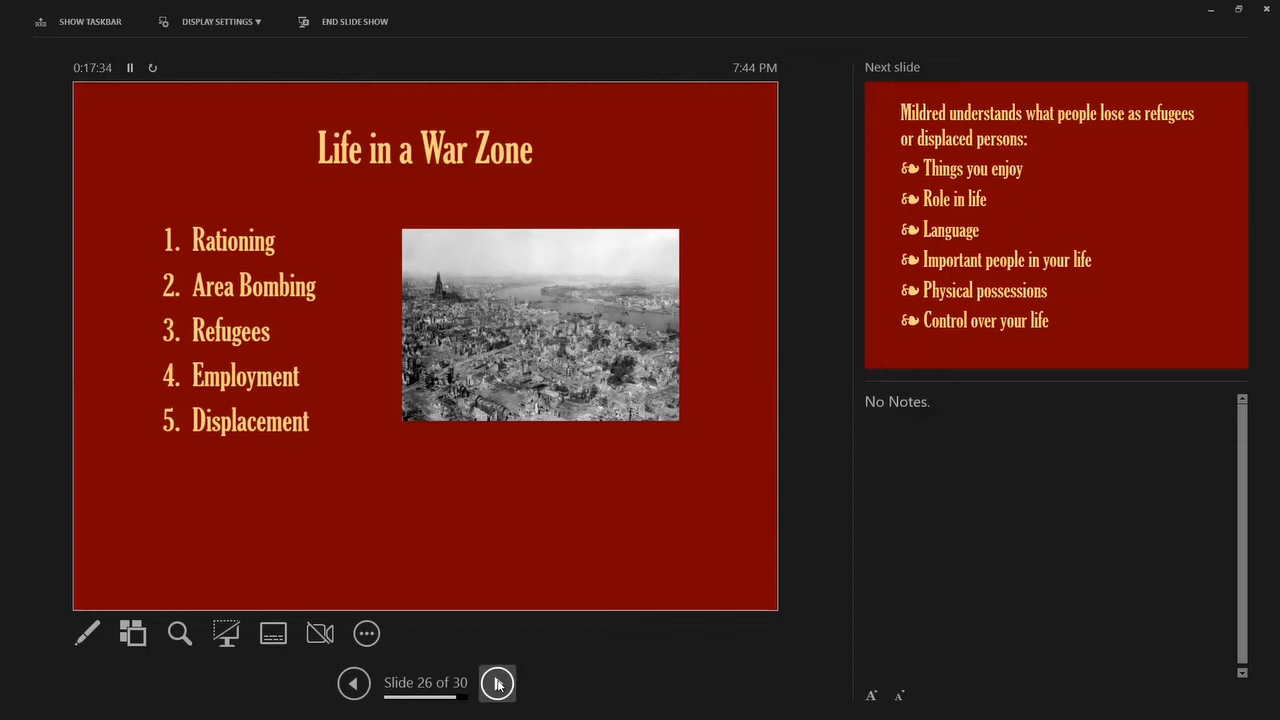 SHOW TASKBAR
DISPLAY SETTINGS ▼
END SLIDE SHOW
0:17:34
7:44 PM
Life in a War Zone
1. Rationing
2. Area Bombing
3. Refugees
4. Employment
5. Displacement
Slide 26 of 30
Next slide
Mildred understands what people lose as refugees
or displaced persons:
Things you enjoy
Role in life
Language
Important people in your life
Physical possessions
Control over your life
No Notes.
A A